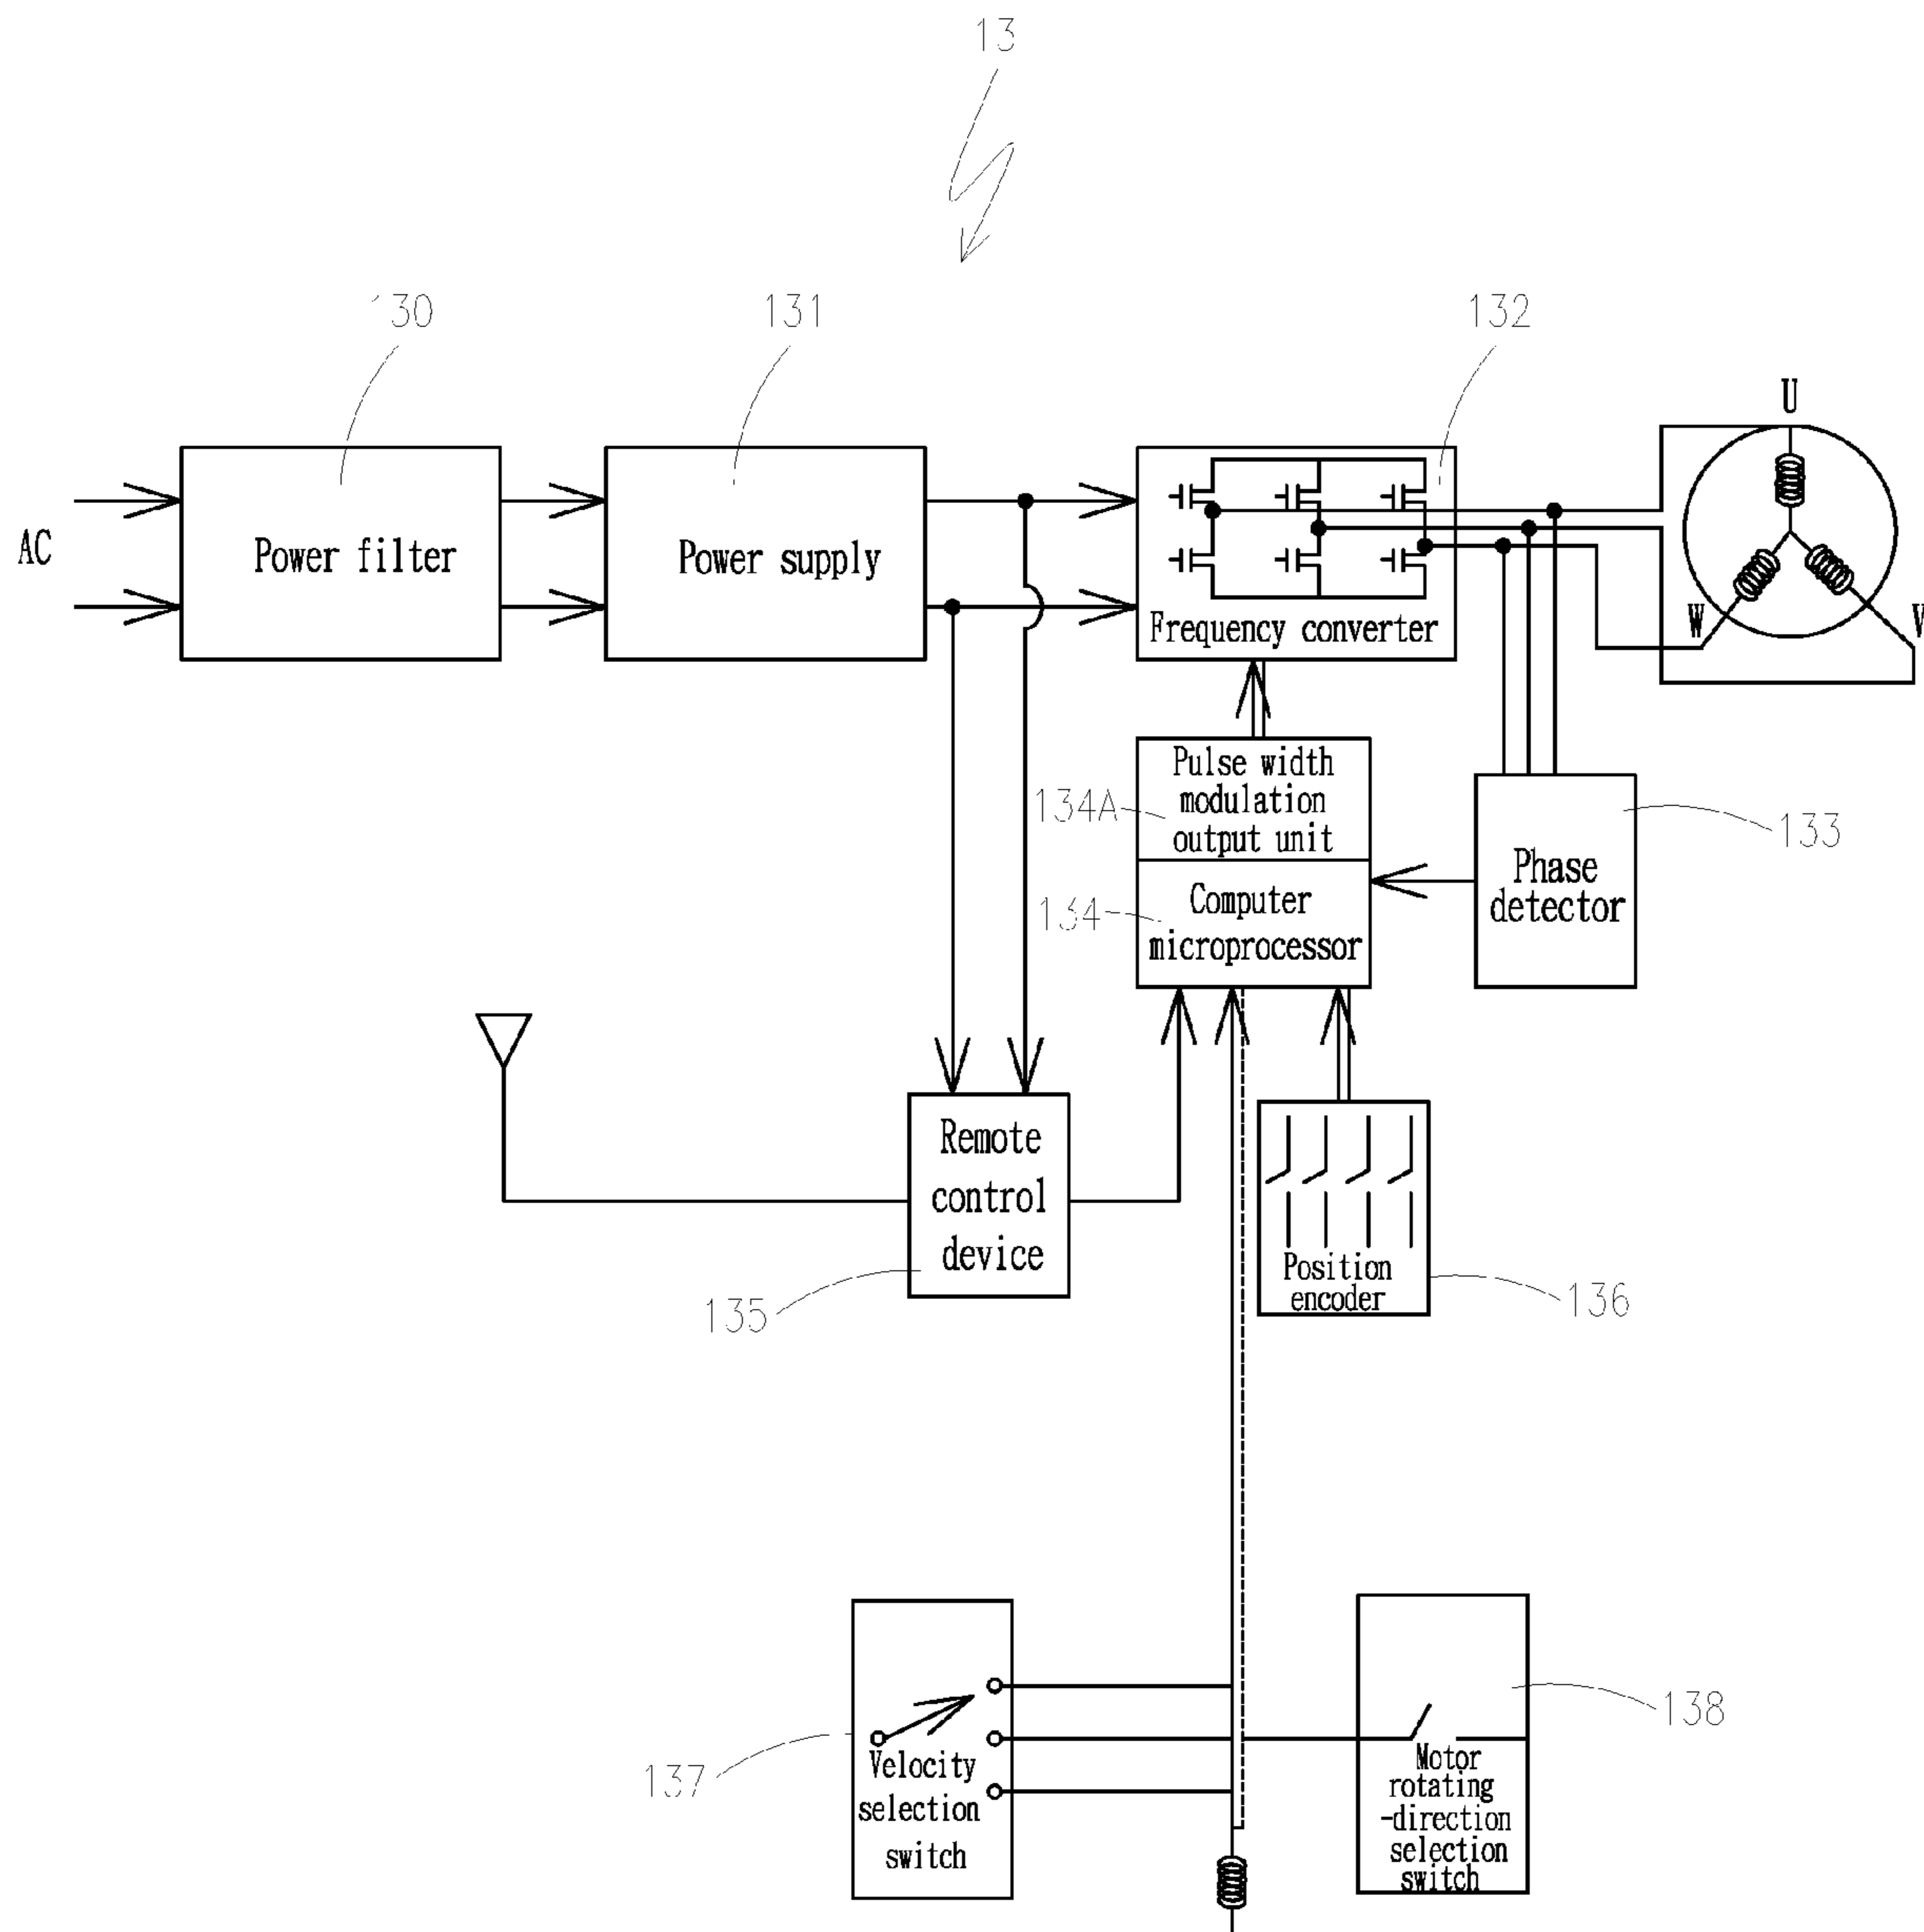 13
130
131
132
U
AC
Power filter
Power supply
Frequency converter
W
V
Pulse width
modulation
output unit
134A
133
Phase
detector
Computer
microprocessor
134
Remote
control
device
135
Position
encoder
136
Velocity
selection
switch
137
Motor
rotating
-direction
selection
switch
138